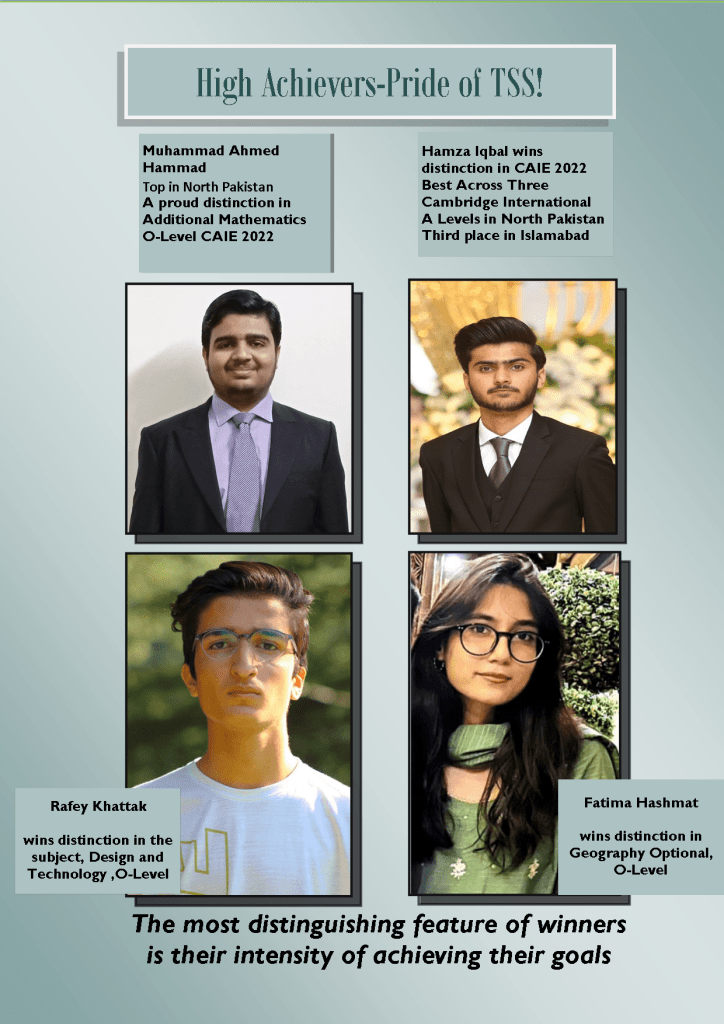 High Achievers-Pride of TSS!
Muhammad Ahmed
Hammad
Top in North Pakistan
A proud distinction in
Additional Mathematics
O-Level CAIE 2022
Hamza Iqbal wins
distinction in CAIE 2022
Best Across Three
Cambridge International
A Levels in North Pakistan
Third place in Islamabad
Rafey Khattak
wins distinction in the
subject, Design and
Technology ,O-Level
Fatima Hashmat
wins distinction in
Geography Optional,
O-Level
The most distinguishing feature of winners
is their intensity of achieving their goals